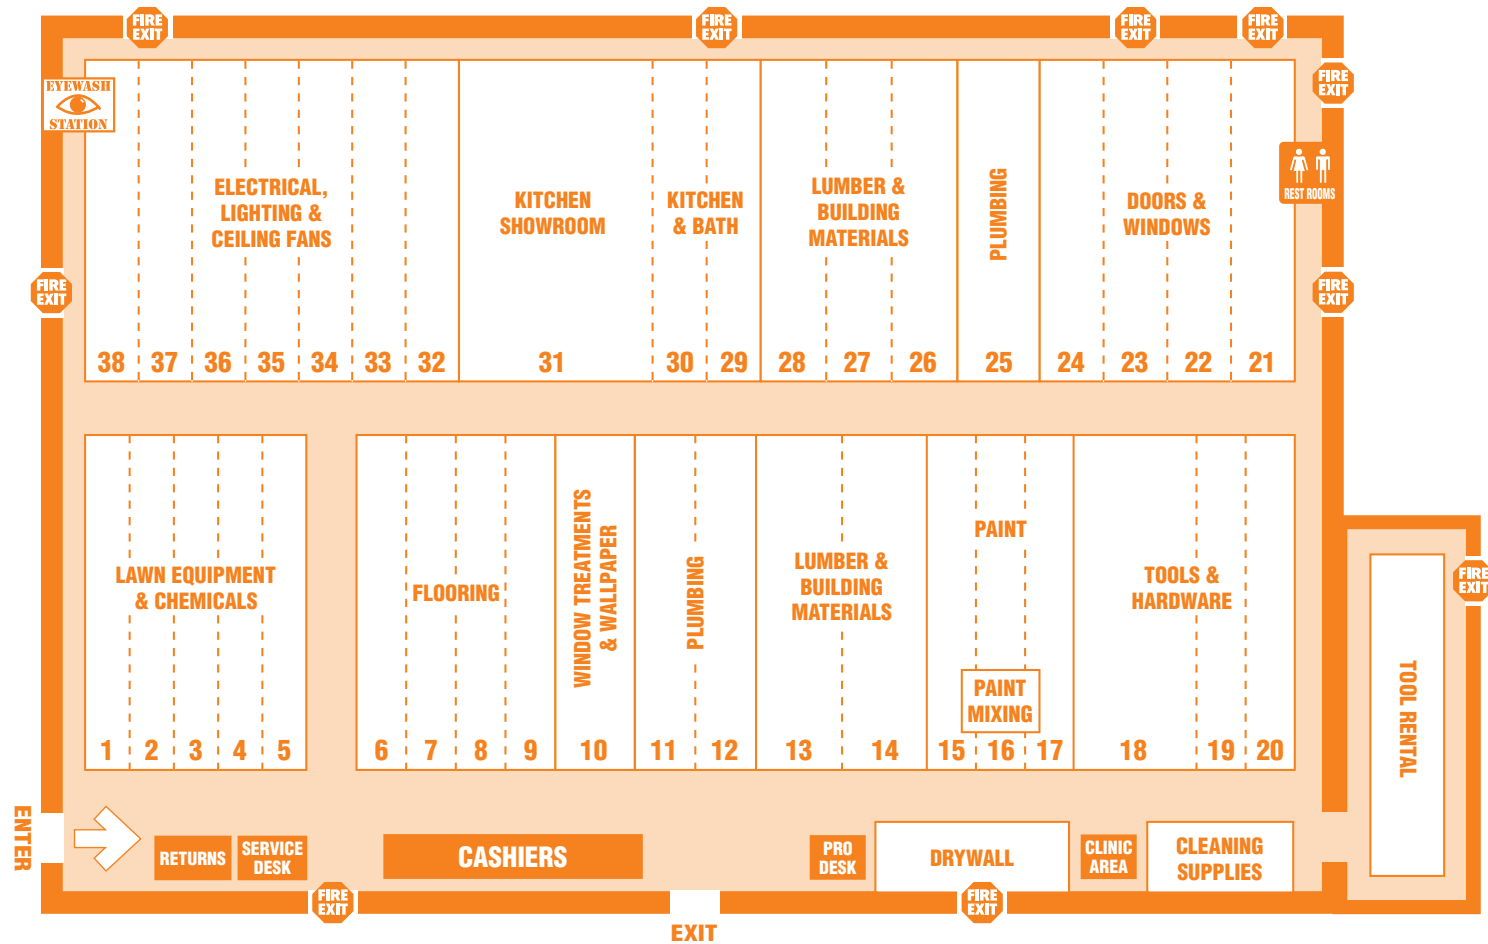 FIRE
EXIT
FIRE
EXIT
FIRE
EXIT
FIRE
EXIT
EYEWASH
STATION
FIRE
EXIT
REST ROOMS
ELECTRICAL,
LIGHTING &
CEILING FANS
KITCHEN
SHOWROOM
KITCHEN
& BATH
LUMBER &
BUILDING
MATERIALS
PLUMBING
DOORS &
WINDOWS
FIRE
EXIT
FIRE
EXIT
38 37 36 35 34 33 32 31 30 29 28 27 26 25 24 23 22 21
LAWN EQUIPMENT
& CHEMICALS
FLOORING
WINDOW TREATMENTS
& WALLPAPER
PLUMBING
LUMBER &
BUILDING
MATERIALS
PAINT
PAINT
MIXING
TOOLS &
HARDWARE
FIRE
EXIT
TOOL RENTAL
1 2 3 4 5 6 7 8 9 10 11 12 13 14 15 16 17 18 19 20
ENTER
RETURNS
SERVICE
DESK
CASHIERS
PRO
DESK
DRYWALL
CLINIC
AREA
CLEANING
SUPPLIES
FIRE
EXIT
FIRE
EXIT
EXIT